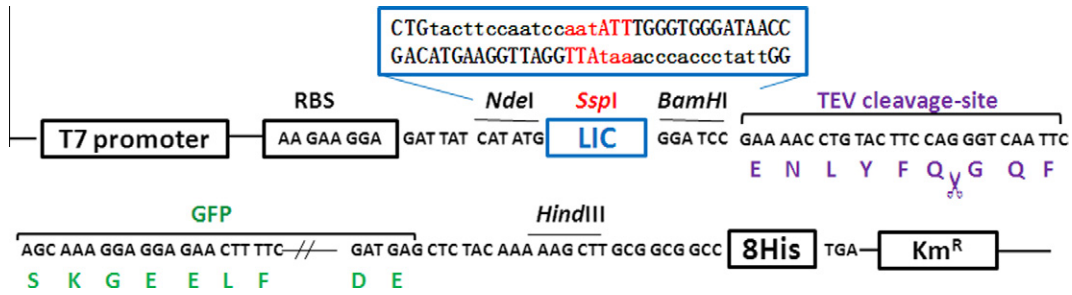 CTGtacttccaatccaatATTTGGGTGGGATAACC
GACATGAAGGTTAGGTTAtaaacccaccctattGG
RBS NdeI SspI BamHI TEV cleavage-site
T7 promoter AA GAA GGA GAT TAT CAT ATG LIC GGA TCC GAA AAC CTG TAC TTC CAG GGT CAA TTC
E N L Y F Q G Q F
GFP HindIII
AGC AAA GGA GGA GAA CTT TTC // GAT GAG CTC TAC AAA AAG CTT GCG GCG GCC 8His TGA KmR
S K G E E L F D E